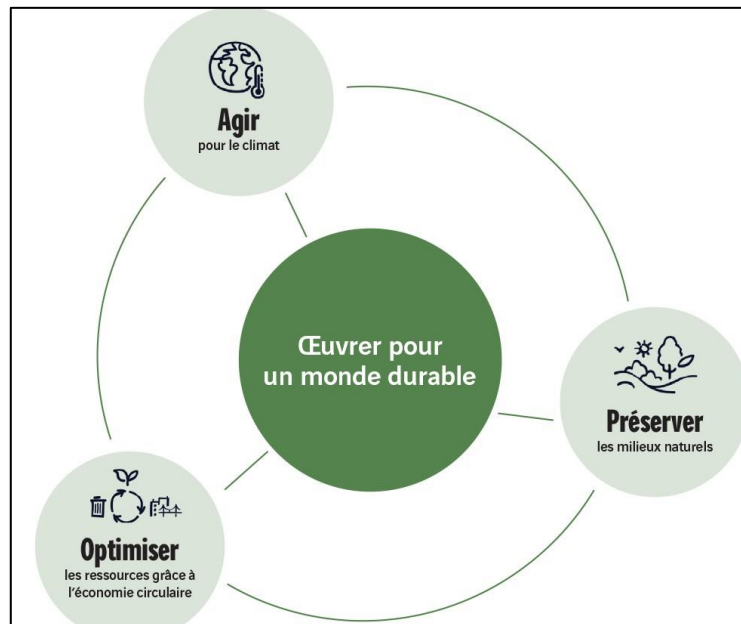 Agir
pour le climat
Œuvrer pour
un monde durable
Préserver
les milieux naturels
Optimiser
les ressources grâce à
l'économie circulaire